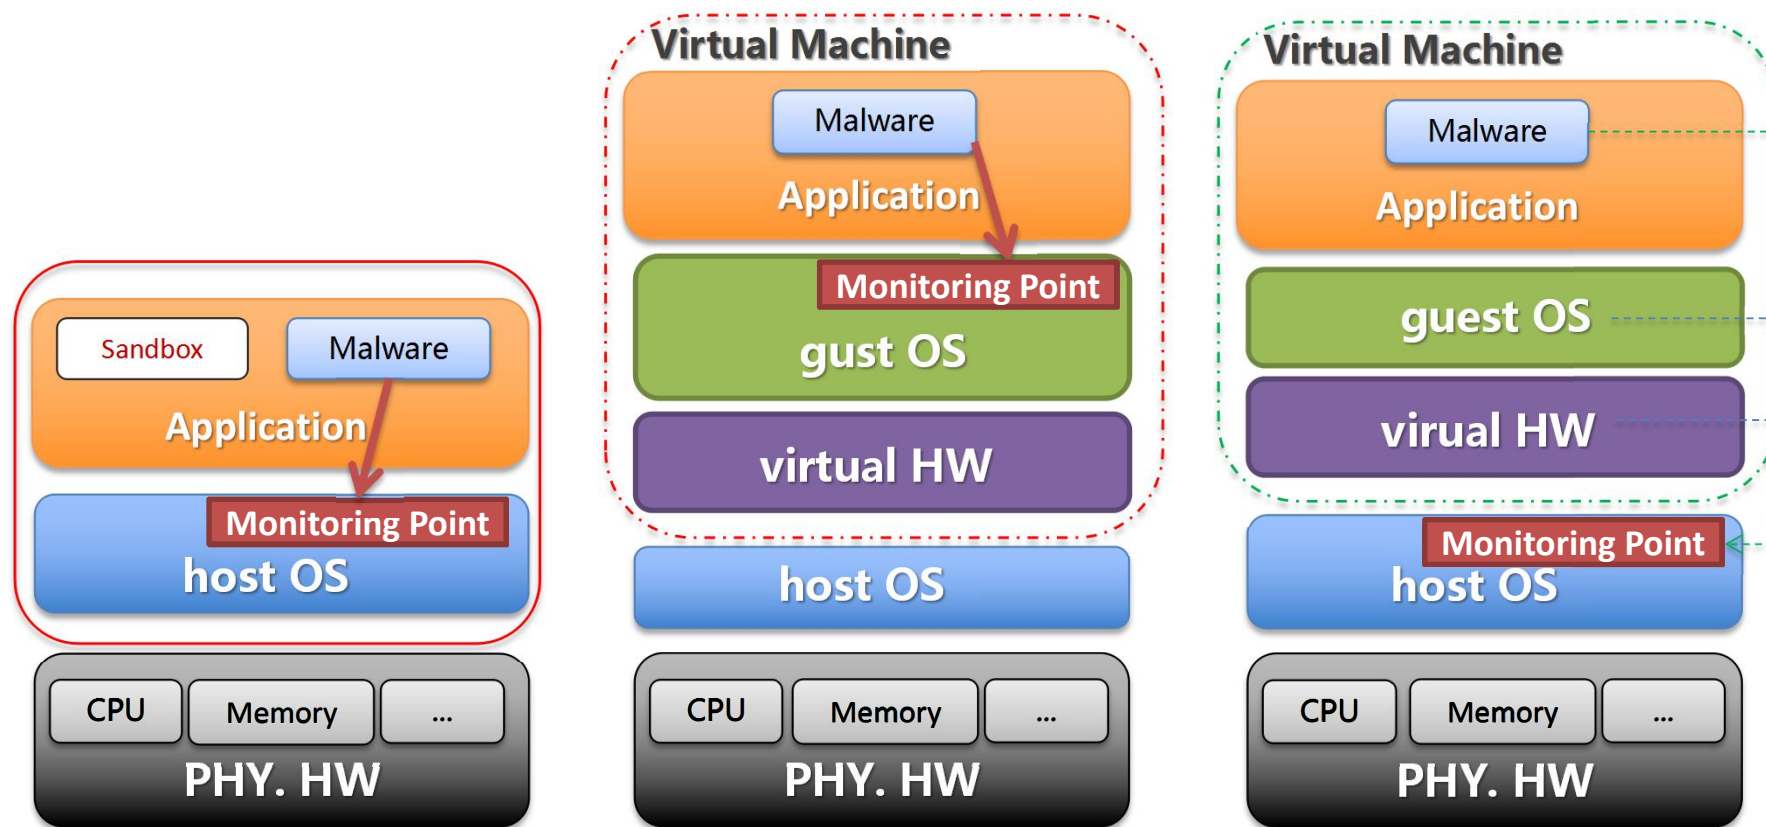 Sandbox
Malware
Application
Monitoring Point
host OS
CPU
Memory
...
PHY. HW
Virtual Machine
Malware
Application
Monitoring Point
gust OS
virtual HW
host OS
CPU
Memory
...
PHY. HW
Virtual Machine
Malware
Application
guest OS
virual HW
Monitoring Point
host OS
CPU
Memory
...
PHY. HW